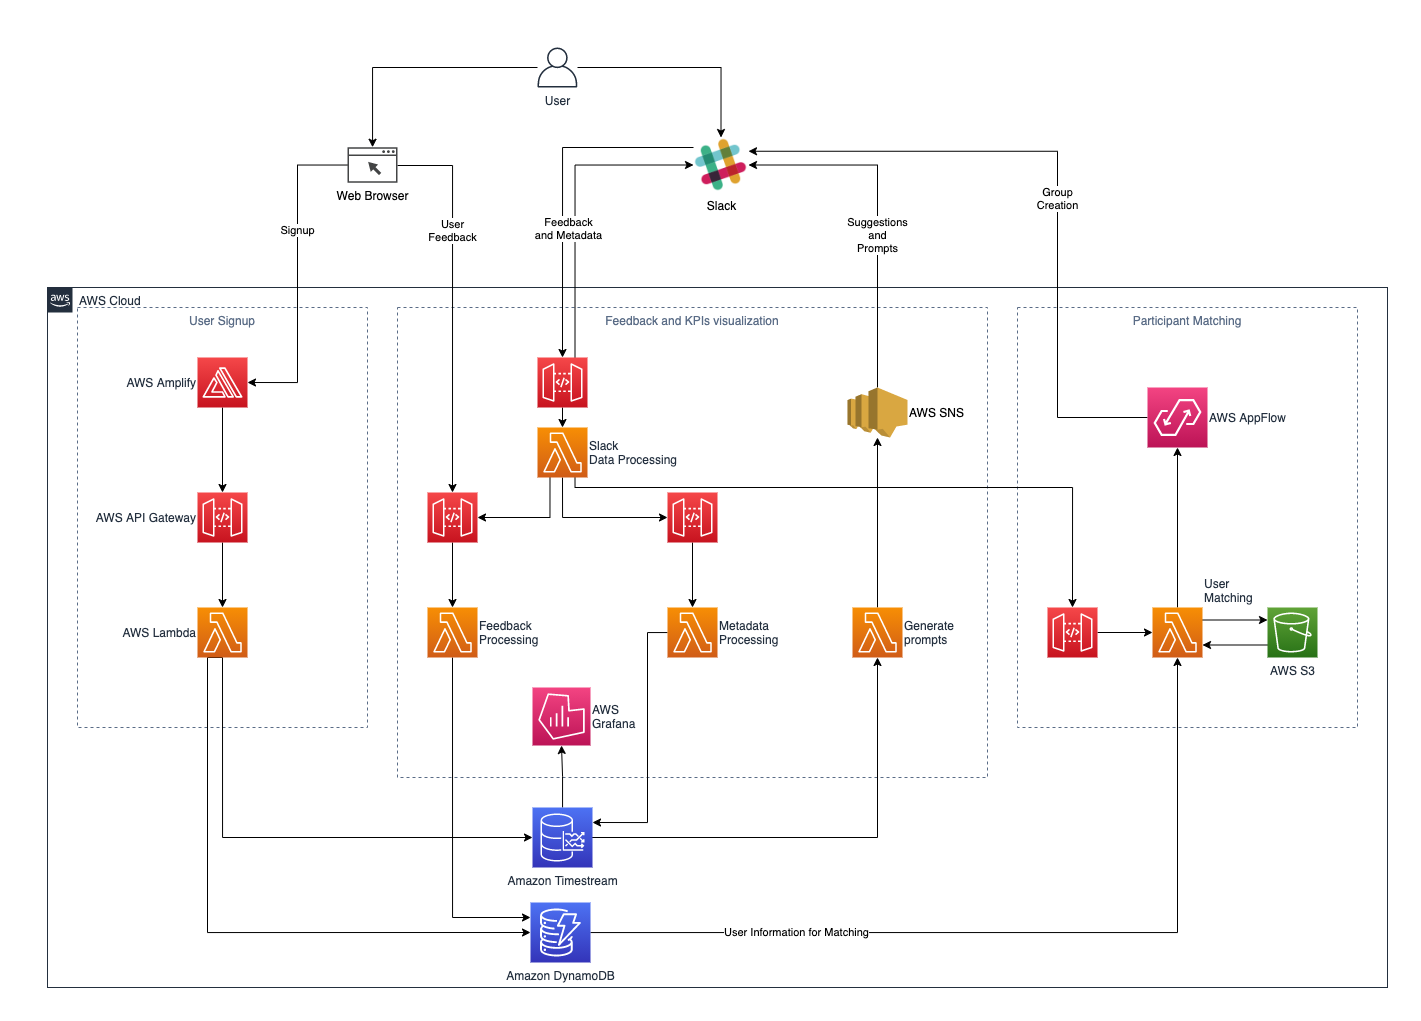 User
Web Browser
Slack
Signup
User
Feedback
Feedback
and Metadata
Suggestions
and
Prompts
Group
Creation
aws
AWS Cloud
User Signup
Feedback and KPIs visualization
Participant Matching
AWS Amplify
AWS SNS
AWS AppFlow
Slack
Data Processing
AWS API Gateway
AWS Lambda
Feedback
Processing
Metadata
Processing
Generate
prompts
User
Matching
AWS S3
AWS
Grafana
Amazon Timestream
User Information for Matching
Amazon DynamoDB